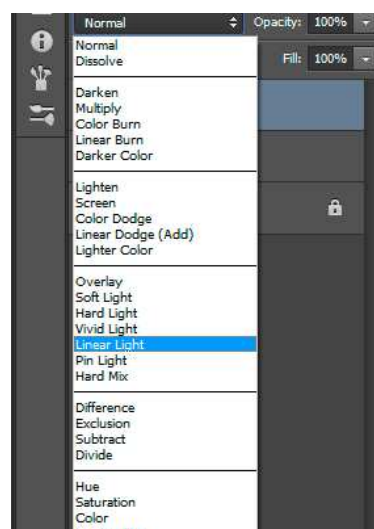 Normal Opacity: 100%
Normal
Dissolve Fill: 100%
Darken
Multiply
Color Burn
Linear Burn
Darker Color
Lighten
Screen
Color Dodge
Linear Dodge (Add)
Lighter Color
Overlay
Soft Light
Hard Light
Vivid Light
Linear Light
Pin Light
Hard Mix
Difference
Exclusion
Subtract
Divide
Hue
Saturation
Color